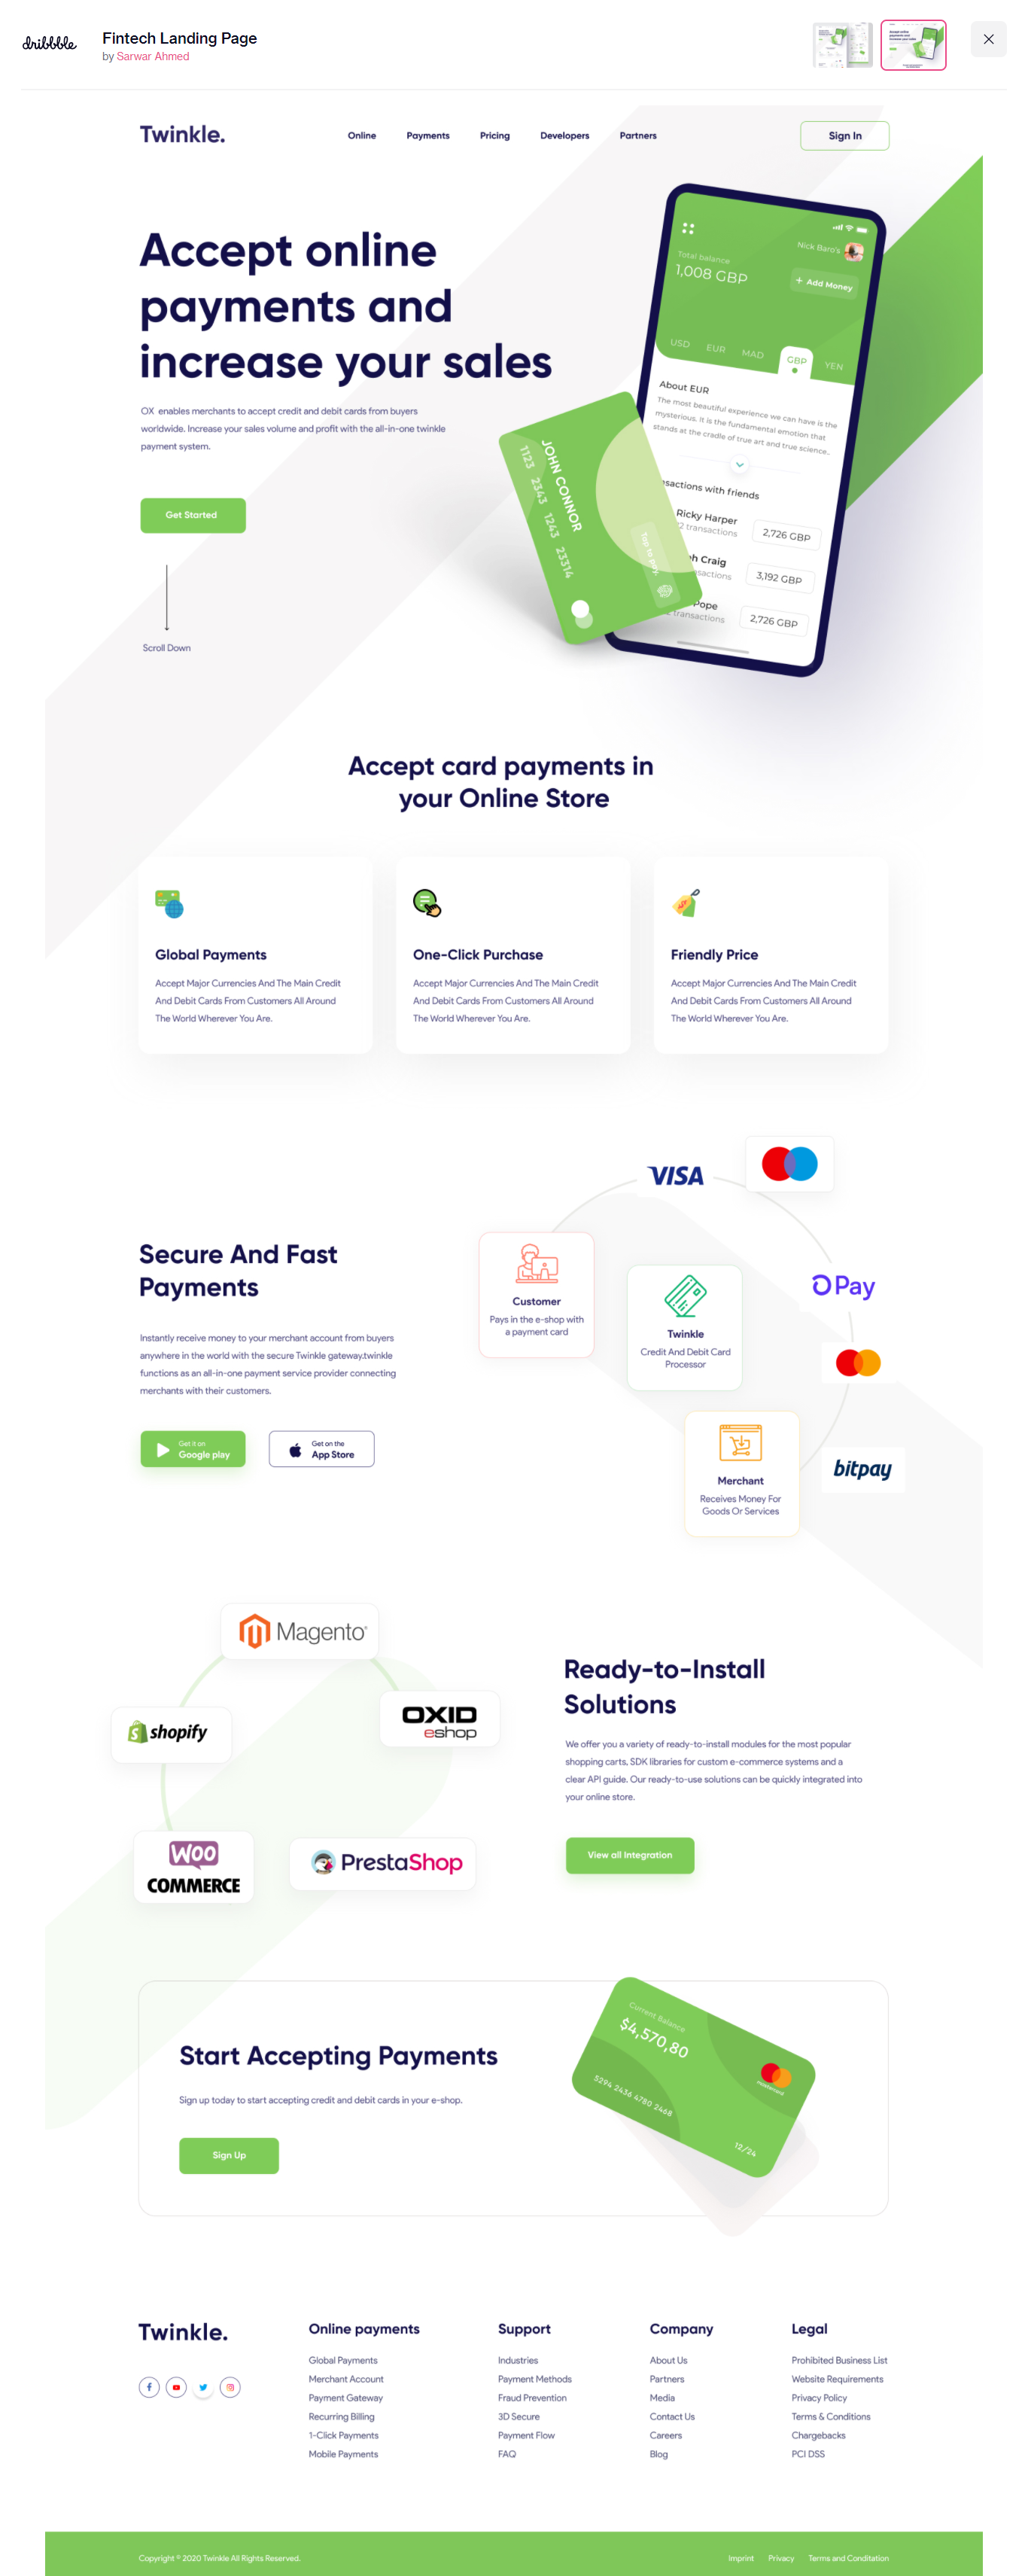 dribbble
Fintech Landing Page
by Sarwar Ahmed
Twinkle.
Online
Payments
Pricing
Developers
Partners
Sign In
Accept online
payments and
increase your sales
OX enables merchants to accept credit and debit cards from buyers
worldwide. Increase your sales volume and profit with the all-in-one twinkle
payment system.
Get Started
Scroll Down
Nick Baro's
Total balance
1,008 GBP
+ Add Money
USD
EUR
MAD
GBP
YEN
About EUR
The most beautiful experience we can have is the
mysterious. It is the fundamental emotion that
stands at the cradle of true art and true science..
nsactions with friends
Ricky Harper
2 transactions
2,726 GBP
h Craig
sactions
3,192 GBP
Pope
transactions
2,726 GBP
JOHN CONNOR
1123 2343 1243 23314
Tap to pay.
Accept card payments in
your Online Store
Global Payments
Accept Major Currencies And The Main Credit
And Debit Cards From Customers All Around
The World Wherever You Are.
One-Click Purchase
Accept Major Currencies And The Main Credit
And Debit Cards From Customers All Around
The World Wherever You Are.
Friendly Price
Accept Major Currencies And The Main Credit
And Debit Cards From Customers All Around
The World Wherever You Are.
Secure And Fast
Payments
Instantly receive money to your merchant account from buyers
anywhere in the world with the secure Twinkle gateway.twinkle
functions as an all-in-one payment service provider connecting
merchants with their customers.
Get it on
Google play
Get on the
App Store
VISA
Pay
bitpay
Customer
Pays in the e-shop with
a payment card
Twinkle
Credit And Debit Card
Processor
Merchant
Receives Money For
Goods Or Services
Magento
shopify
OXID
eshop
WOO
COMMERCE
PrestaShop
Ready-to-Install
Solutions
We offer you a variety of ready-to-install modules for the most popular
shopping carts, SDK libraries for custom e-commerce systems and a
clear API guide. Our ready-to-use solutions can be quickly integrated into
your online store.
View all Integration
Start Accepting Payments
Sign up today to start accepting credit and debit cards in your e-shop.
Sign Up
Current Balance
$4,570,80
5294 2436 4780 2468
12/24
mastercard
Twinkle.
Online payments
Global Payments
Merchant Account
Payment Gateway
Recurring Billing
1-Click Payments
Mobile Payments
Support
Industries
Payment Methods
Fraud Prevention
3D Secure
Payment Flow
FAQ
Company
About Us
Partners
Media
Contact Us
Careers
Blog
Legal
Prohibited Business List
Website Requirements
Privacy Policy
Terms & Conditions
Chargebacks
PCI DSS
Copyright © 2020 Twinkle All Rights Reserved.
Imprint
Privacy
Terms and Conditation